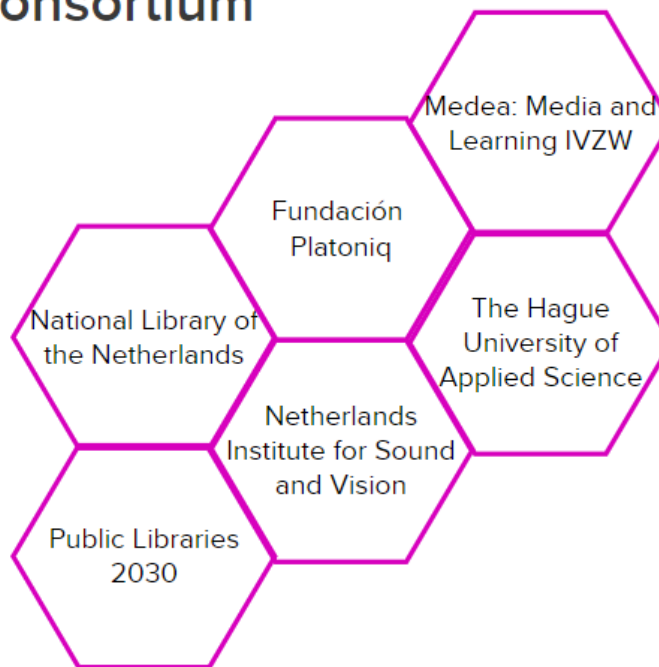 onsortium
Medea: Media and
Learning IVZW
Fundación
Platoniq
National Library of
the Netherlands
The Hague
University of
Applied Science
Netherlands
Institute for Sound
and Vision
Public Libraries
2030